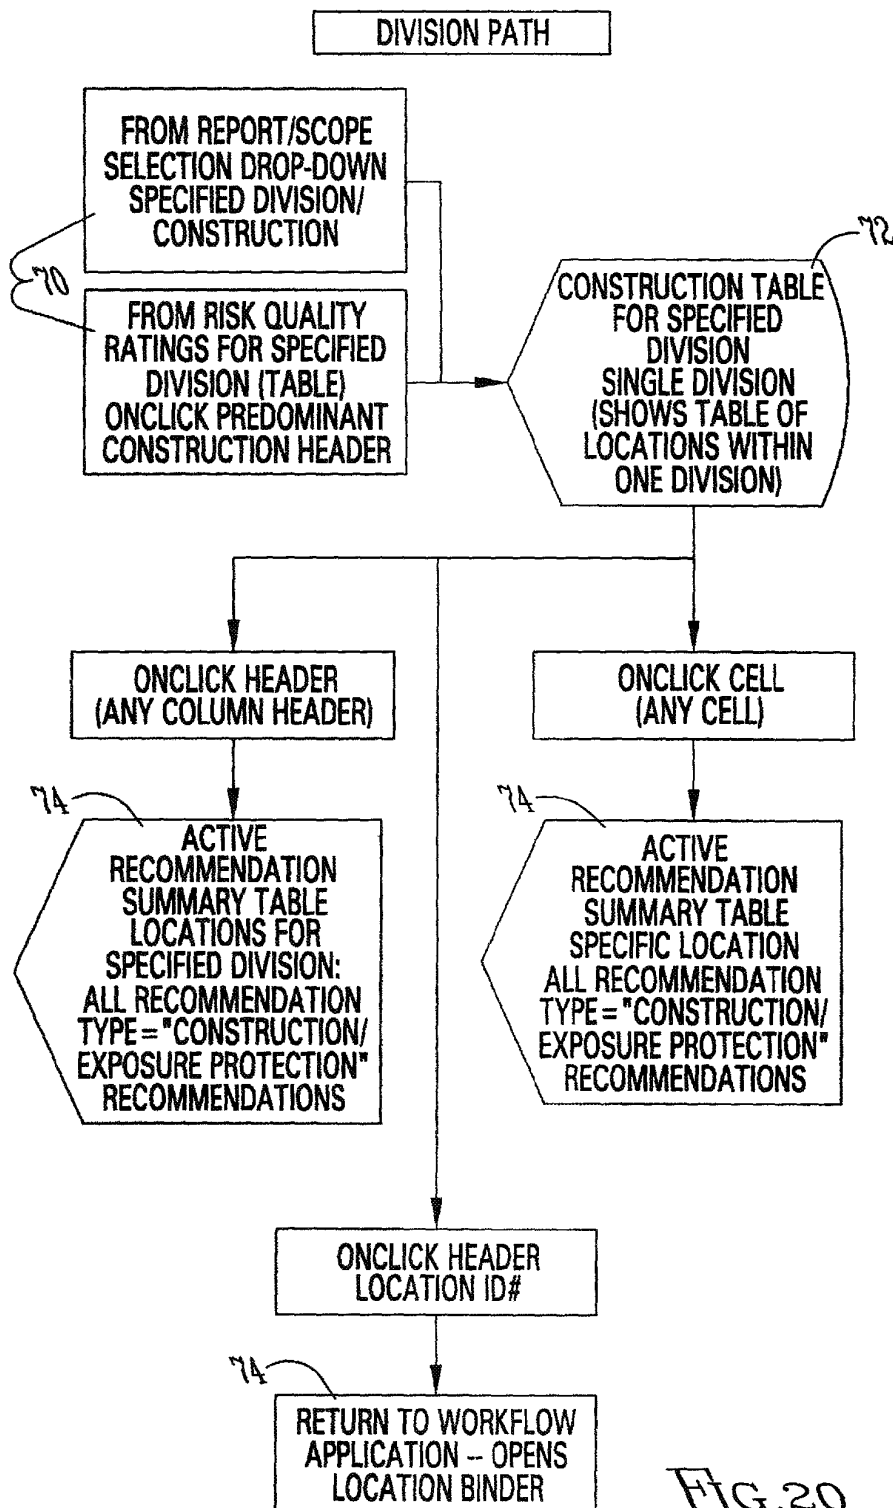 DIVISION PATH
FROM REPORT/SCOPE
SELECTION DROP-DOWN
SPECIFIED DIVISION/
CONSTRUCTION
70
FROM RISK QUALITY
RATINGS FOR SPECIFIED
DIVISION (TABLE)
ONCLICK PREDOMINANT
CONSTRUCTION HEADER
72
CONSTRUCTION TABLE
FOR SPECIFIED
DIVISION
SINGLE DIVISION
(SHOWS TABLE OF
LOCATIONS WITHIN
ONE DIVISION)
ONCLICK HEADER
(ANY COLUMN HEADER)
ONCLICK CELL
(ANY CELL)
74
ACTIVE
RECOMMENDATION
SUMMARY TABLE
LOCATIONS FOR
SPECIFIED DIVISION:
ALL RECOMMENDATION
TYPE="CONSTRUCTION/
EXPOSURE PROTECTION"
RECOMMENDATIONS
74
ACTIVE
RECOMMENDATION
SUMMARY TABLE
SPECIFIC LOCATION
ALL RECOMMENDATION
TYPE="CONSTRUCTION/
EXPOSURE PROTECTION"
RECOMMENDATIONS
ONCLICK HEADER
LOCATION ID#
74
RETURN TO WORKFLOW
APPLICATION -- OPENS
LOCATION BINDER
FIG.20